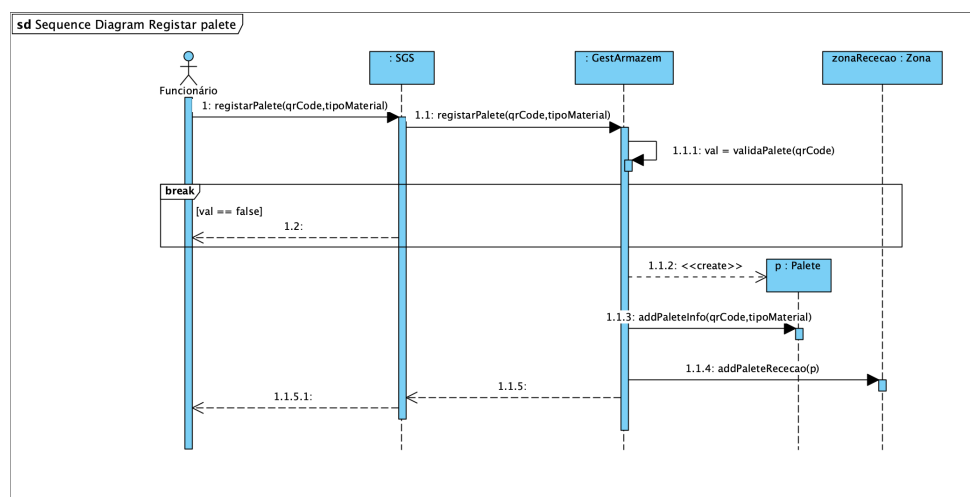 sd Sequence Diagram Registar palete
: SGS
: GestArmazem
zonaRececao : Zona
Funcionário
1: registarPalete(qrCode,tipoMaterial)
1.1: registarPalete(qrCode,tipoMaterial)
1.1.1: val = validaPalete(qrCode)
break
[val == false]
1.2:
1.1.2: <<create>>
p : Palete
1.1.3: addPaleteInfo(qrCode,tipoMaterial)
1.1.4: addPaleteRececao(p)
1.1.5:
1.1.5.1: